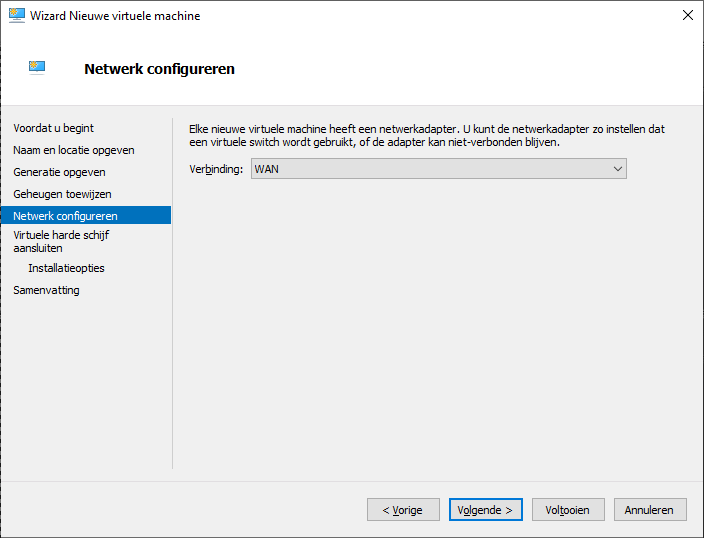 Wizard Nieuwe virtuele machine
Netwerk configureren
Voordat u begint
Naam en locatie opgeven
Generatie opgeven
Geheugen toewijzen
Netwerk configureren
Virtuele harde schijf
aansluiten
Installatieopties
Samenvatting
Elke nieuwe virtuele machine heeft een netwerkadapter. U kunt de netwerkadapter zo instellen dat
een virtuele switch wordt gebruikt, of de adapter kan niet-verbonden blijven.
Verbinding: WAN
< Vorige
Volgende >
Voltooien
Annuleren